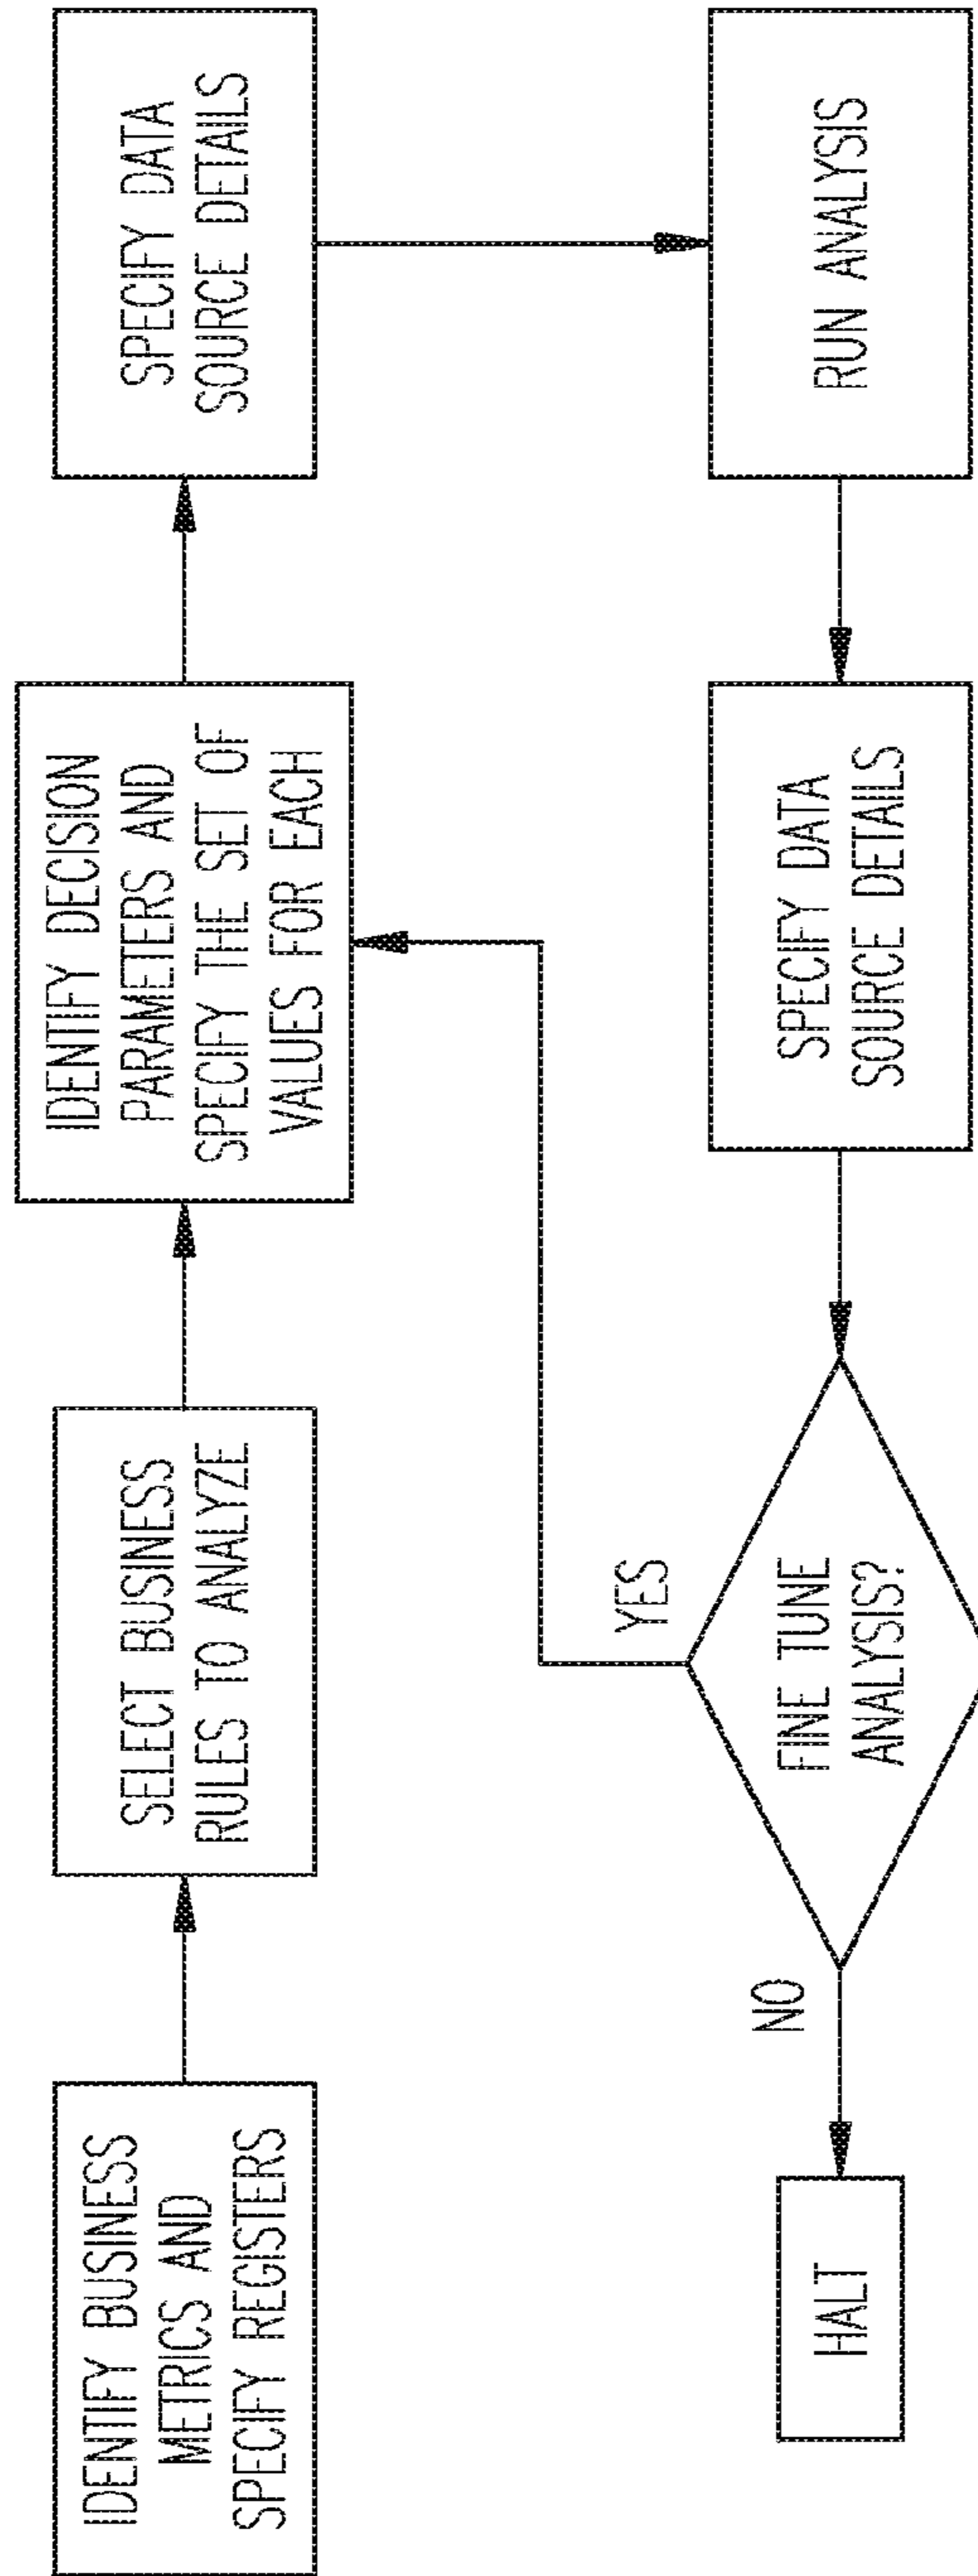 IDENTIFY BUSINESS
METRICS AND
SPECIFY REGISTERS
SELECT BUSINESS
RULES TO ANALYZE
IDENTIFY DECISION
PARAMETERS AND
SPECIFY THE SET OF
VALUES FOR EACH
SPECIFY DATA
SOURCE DETAILS
RUN ANALYSIS
SPECIFY DATA
SOURCE DETAILS
FINE TUNE
ANALYSIS?
YES
NO
HALT